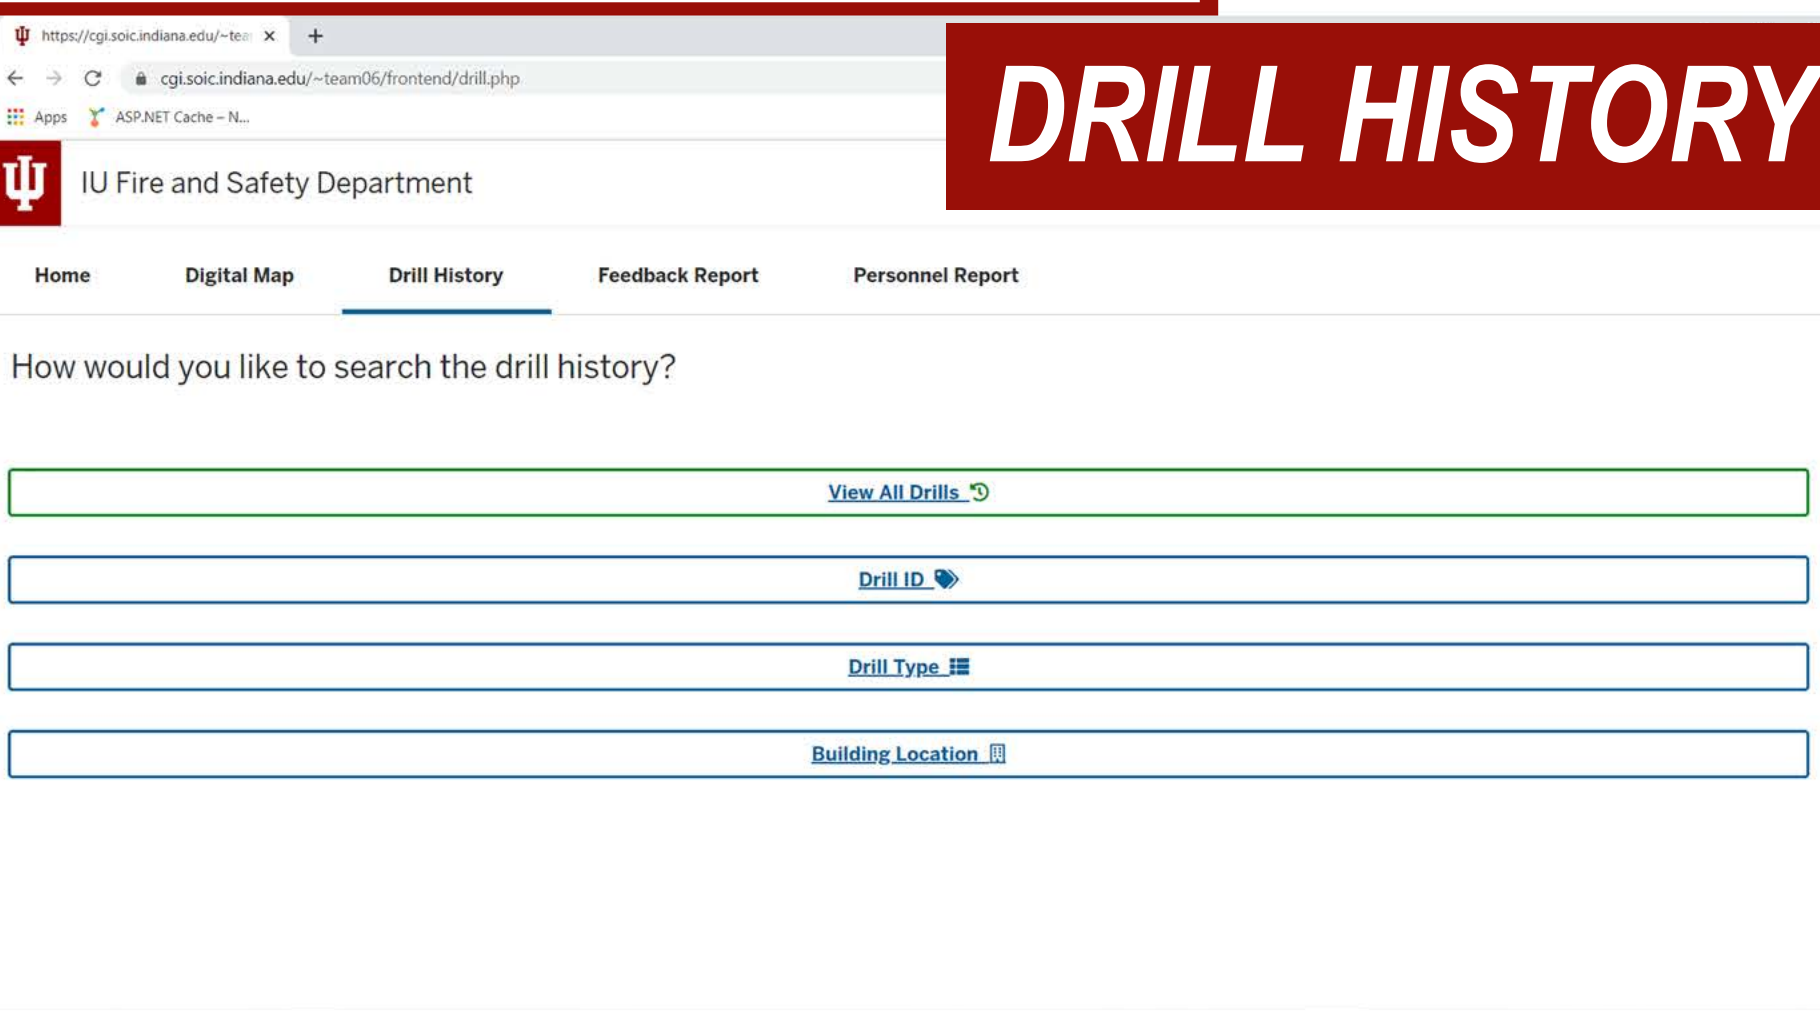 https://cgi.soic.indiana.edu/~tea
cgi.soic.indiana.edu/~team06/frontend/drill.php
Apps ASP.NET Cache – N...
DRILL HISTORY
IU Fire and Safety Department
Home Digital Map Drill History Feedback Report Personnel Report
How would you like to search the drill history?
View All Drills
Drill ID
Drill Type
Building Location